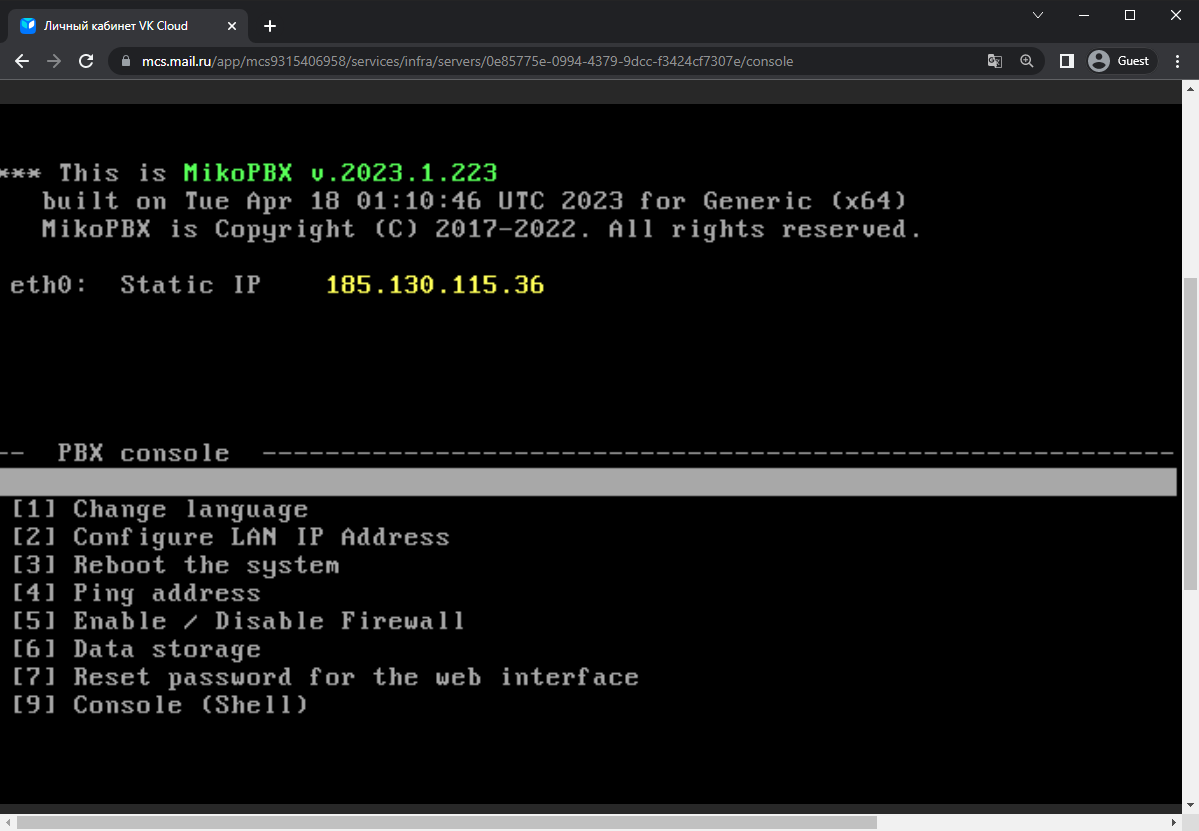 Личный кабинет VK Cloud
mcs.mail.ru/app/mcs9315406958/services/infra/servers/0e85775e-0994-4379-9dcc-f3424cf7307e/console
Guest
*** This is MikoPBX v.2023.1.223
built on Tue Apr 18 01:10:46 UTC 2023 for Generic (x64)
MikoPBX is Copyright (C) 2017-2022. All rights reserved.
eth0: Static IP 185.130.115.36
-- PBX console ----------------------------------------------------------
[1] Change language
[2] Configure LAN IP Address
[3] Reboot the system
[4] Ping address
[5] Enable / Disable Firewall
[6] Data storage
[7] Reset password for the web interface
[9] Console (Shell)